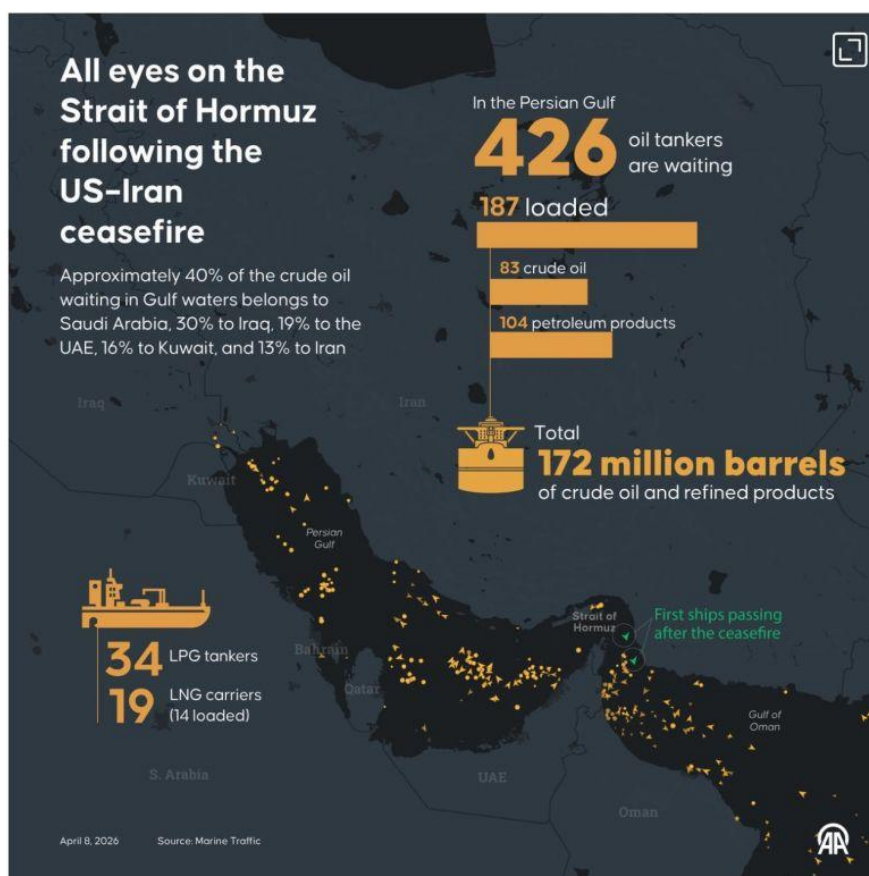 All eyes on the
Strait of Hormuz
following the
US-Iran
ceasefire
Approximately 40% of the crude oil
waiting in Gulf waters belongs to
Saudi Arabia, 30% to Iraq, 19% to the
UAE, 16% to Kuwait, and 13% to Iran
In the Persian Gulf
426 oil tankers
are waiting
187 loaded
83 crude oil
104 petroleum products
Total
172 million barrels
of crude oil and refined products
Iraq
Iran
Kuwait
Persian
Gulf
Strait of
Hormuz
First ships passing
after the ceasefire
34 LPG tankers
19 LNG carriers
(14 loaded)
Bahrain
Qatar
Gulf of
Oman
S. Arabia
UAE
Oman
April 8, 2026 Source: Marine Traffic
AA